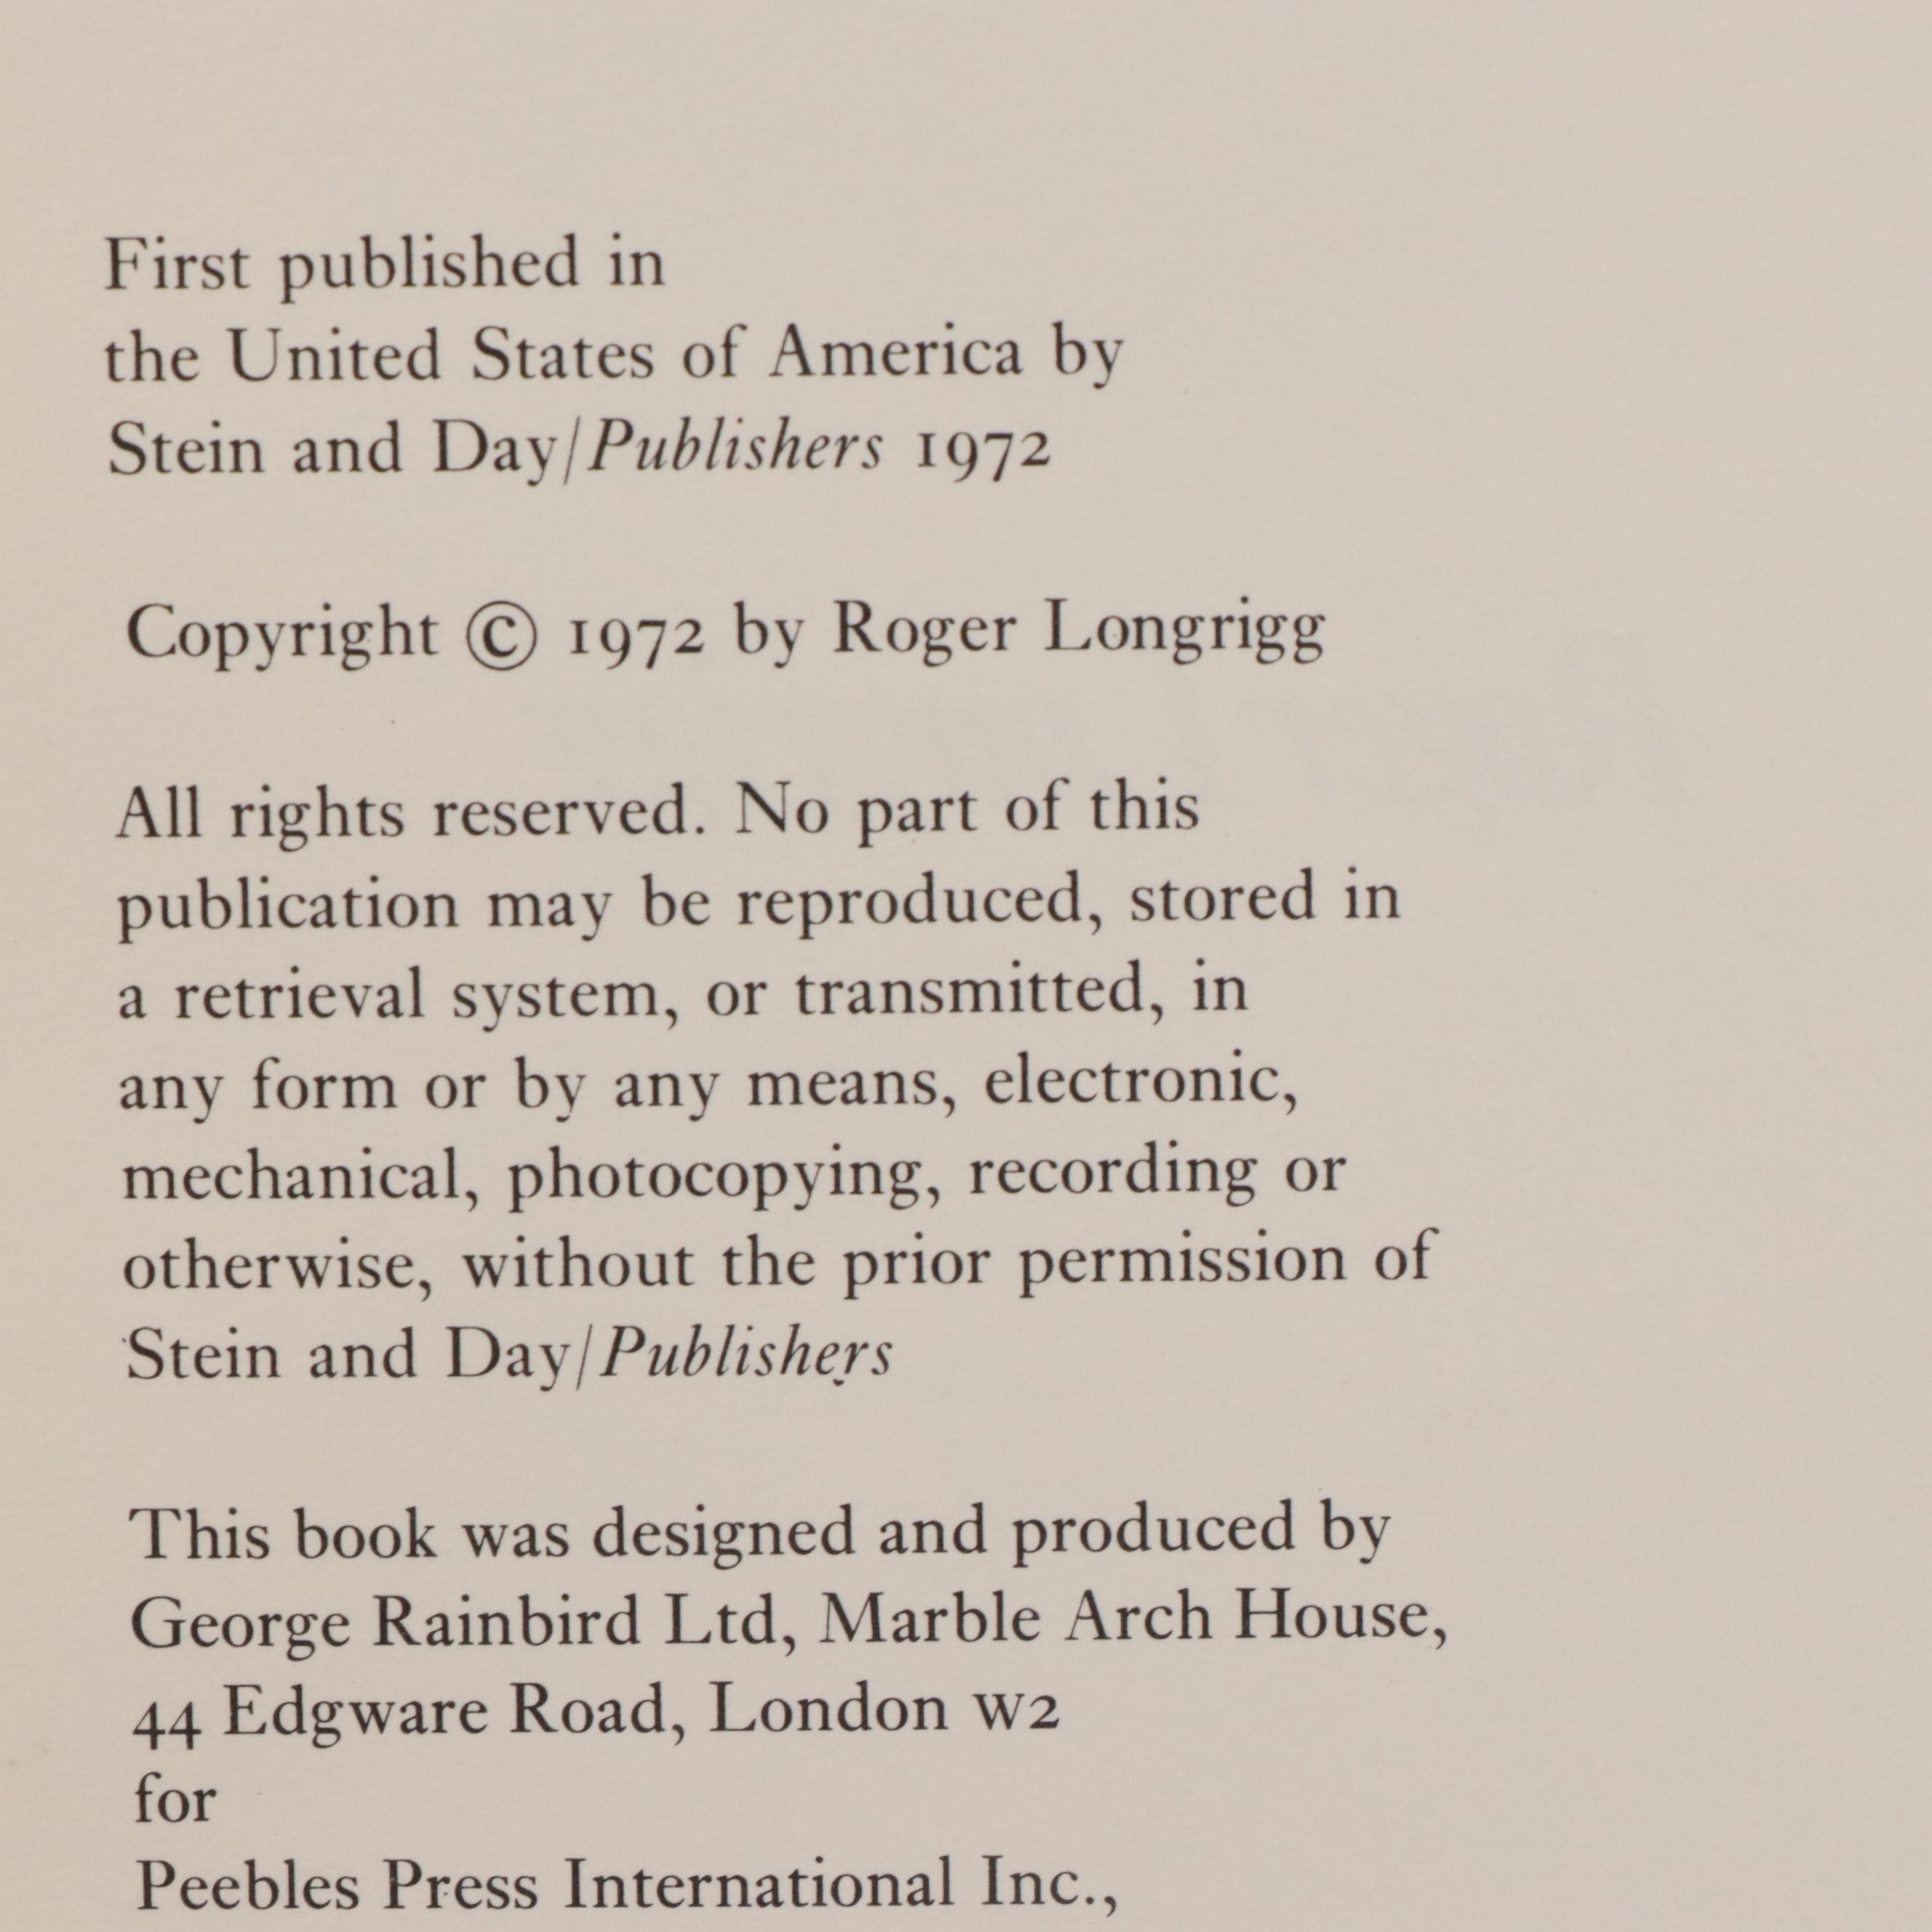 First published in
the United States of America by
Stein and Day/Publishers 1972
Copyright © 1972 by Roger Longrigg
All rights reserved. No part of this
publication may be reproduced, stored in
a retrieval system, or transmitted, in
any form or by any means, electronic,
mechanical, photocopying, recording or
otherwise, without the prior permission of
Stein and Day/Publishers
This book was designed and produced by
George Rainbird Ltd, Marble Arch House,
44 Edgware Road, London W2
for
Peebles Press International Inc.,